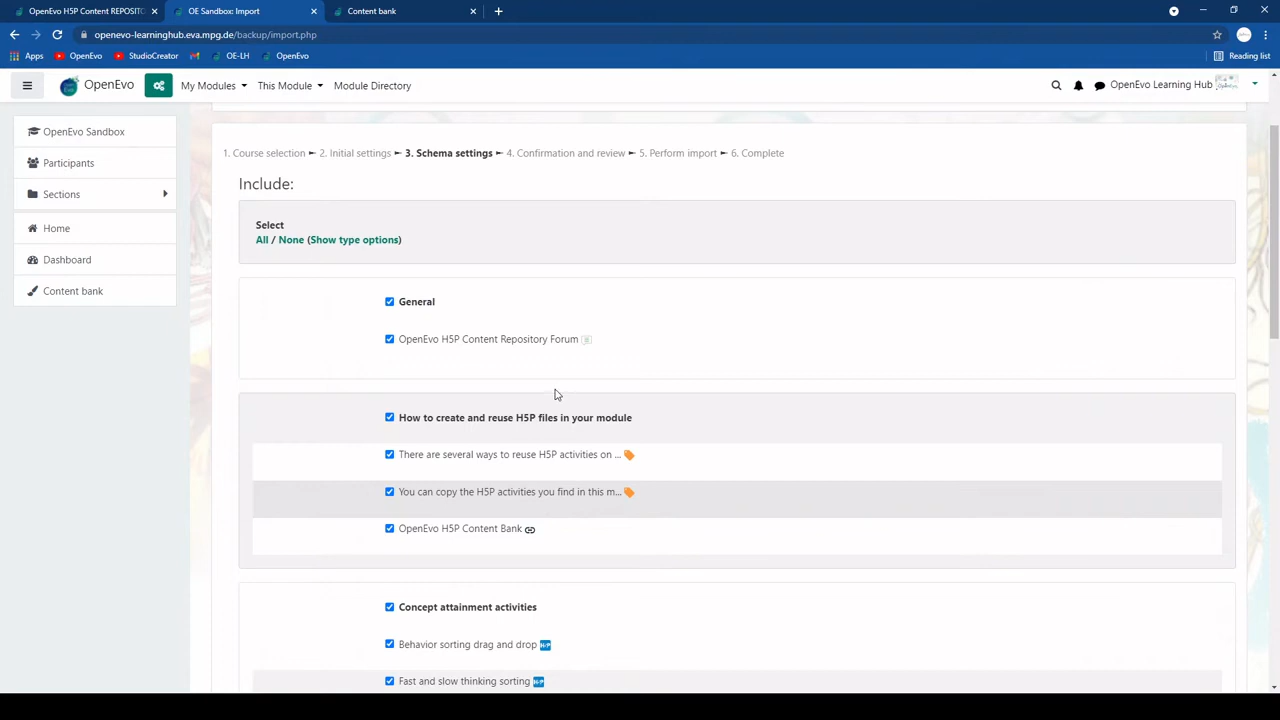 OpenEvo H5P Content REPOSITO
OE Sandbox: Import
Content bank
openevo-learninghub.eva.mpg.de/backup/import.php
Apps OpenEvo StudioCreator OE-LH OpenEvo Reading list
OpenEvo My Modules This Module Module Directory OpenEvo Learning Hub
OpenEvo Sandbox
Participants
Sections
Home
Dashboard
Content bank
1. Course selection ► 2. Initial settings ► 3. Schema settings ► 4. Confirmation and review ► 5. Perform import ► 6. Complete
Include:
Select
All / None (Show type options)
General
OpenEvo H5P Content Repository Forum
How to create and reuse H5P files in your module
There are several ways to reuse H5P activities on ...
You can copy the H5P activities you find in this m...
OpenEvo H5P Content Bank
Concept attainment activities
Behavior sorting drag and drop
Fast and slow thinking sorting